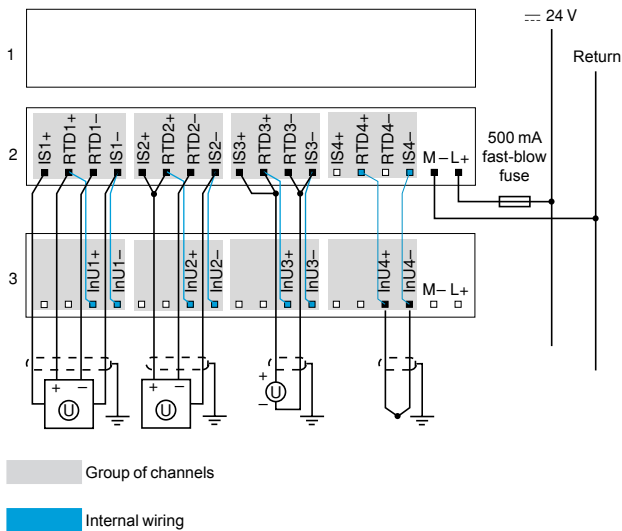 24 V
Return
1
2
IS1+ RTD1+ RTD1– IS1–
IS2+ RTD2+ RTD2– IS2–
IS3+ RTD3+ RTD3– IS3–
IS4+ RTD4+ RTD4– IS4–
M– L+
500 mA
fast-blow
fuse
3
InU1+ InU1–
InU2+ InU2–
InU3+ InU3–
InU4+ InU4–
M– L+
+ – + – +
U U U
–
Group of channels
Internal wiring